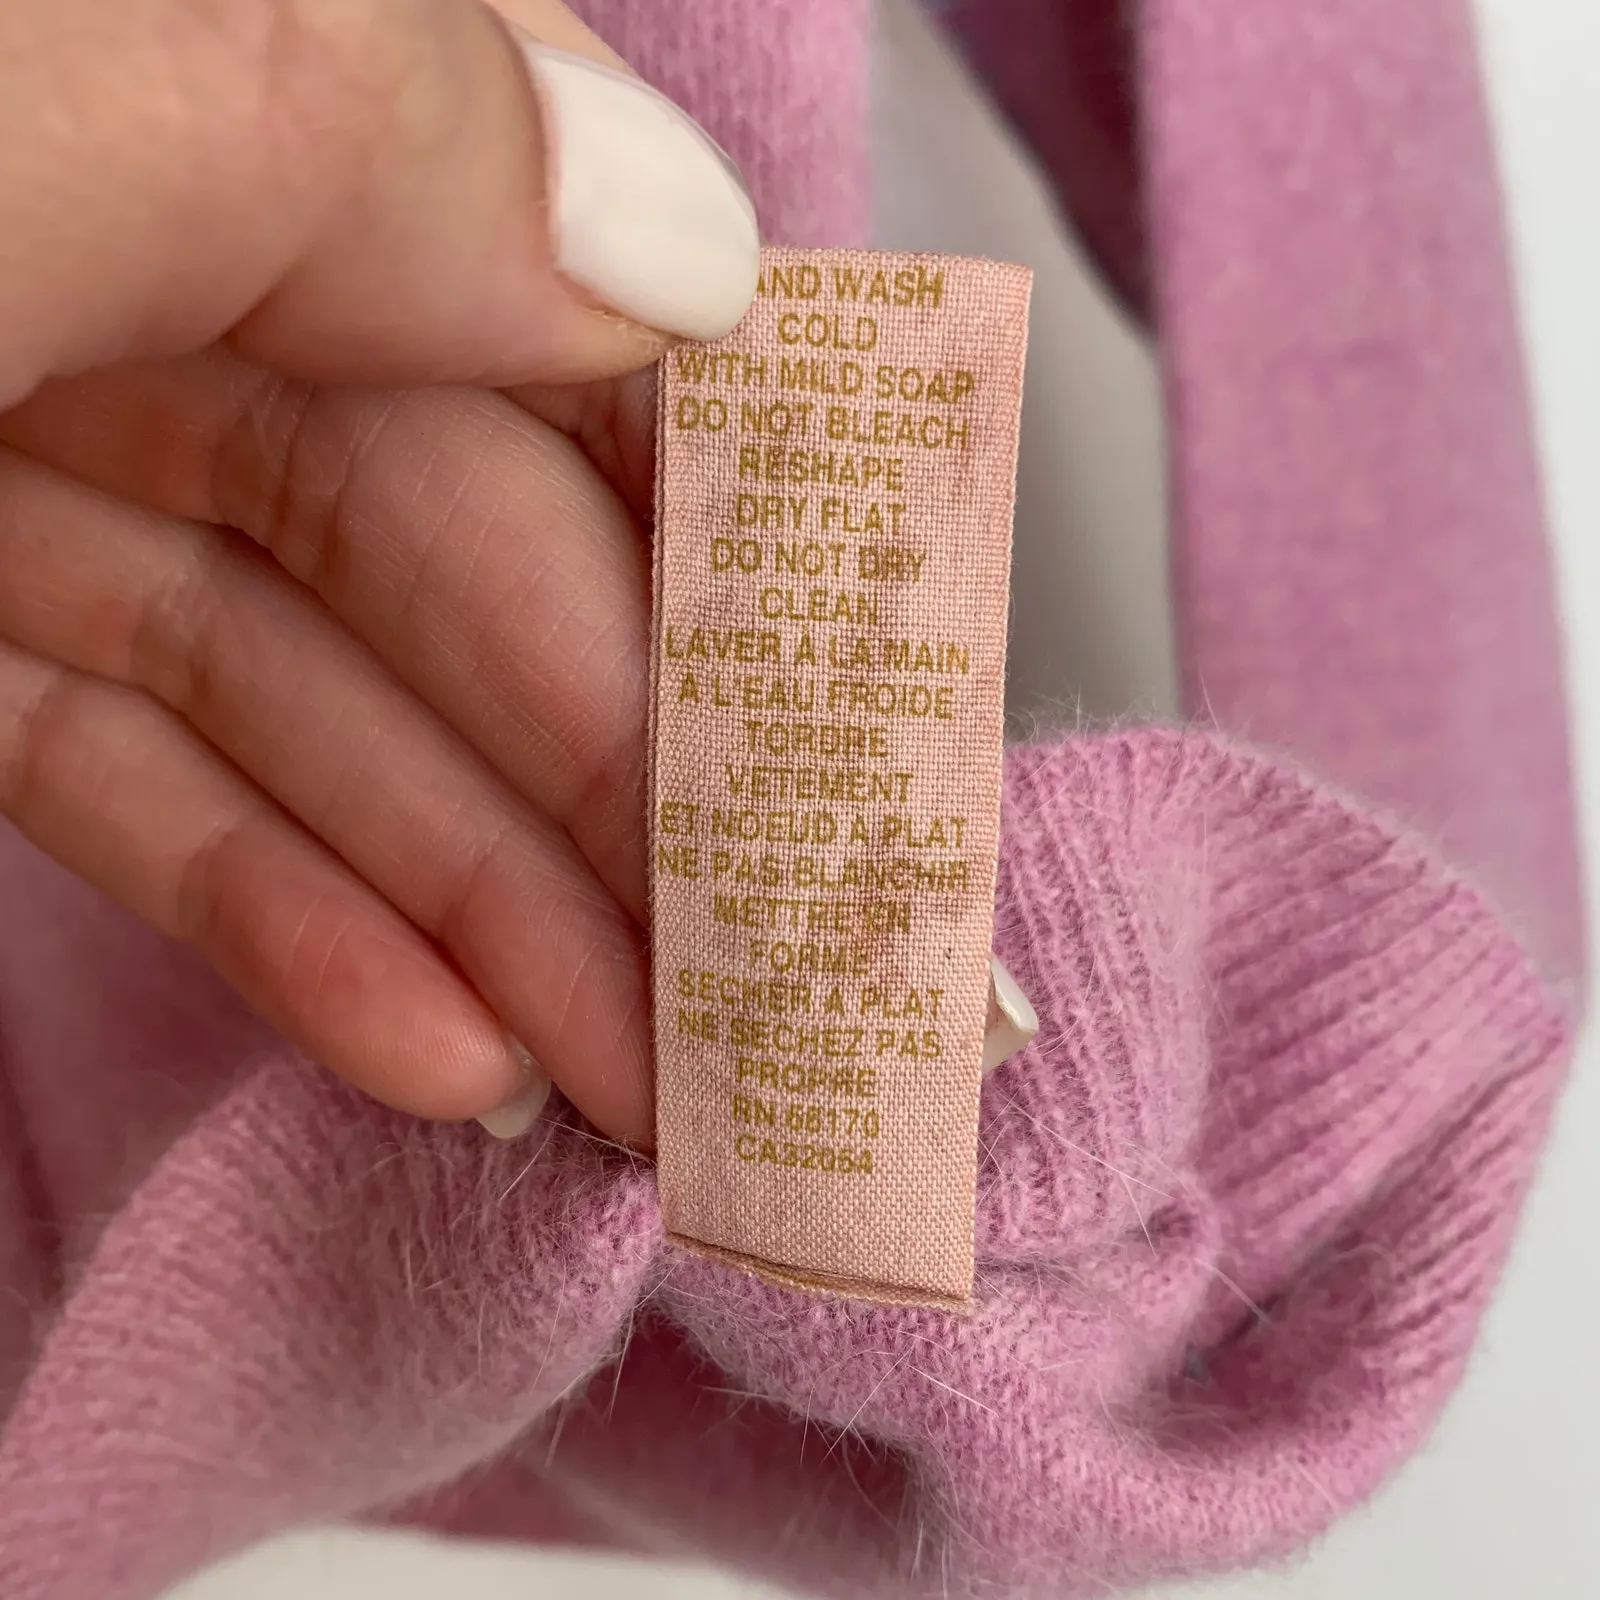 AND WASH
COLD
WITH MILD SOAP
DO NOT BLEACH
RESHAPE
DRY FLAT
DO NOT DRY
CLEAN
LAVER A LA MAIN
A L'EAU FROIDE
TORDRE
VETEMENT
ET NOEUD A PLAT
NE PAS BLANCHIR
METTRE EN
FORME
SECHER A PLAT
NE SECHEZ PAS
PROPRE
RN 56170
CA32054